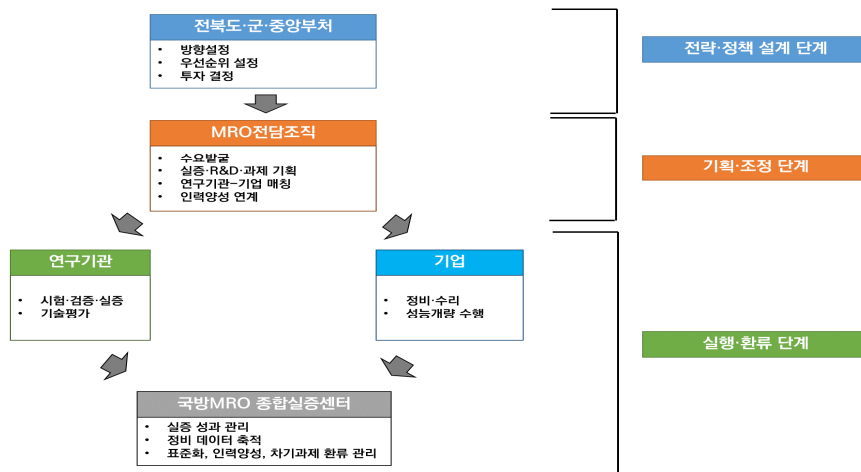 전북도·군·중앙부처
• 방향설정
• 우선순위 설정
• 투자 결정
전략·정책 설계 단계
MRO전담조직
• 수요발굴
• 실증·R&D·과제 기획
• 연구기관-기업 매칭
• 인력양성 연계
기획·조정 단계
연구기관
• 시험·검증·실증
• 기술평가
기업
• 정비·수리
• 성능개량 수행
실행·환류 단계
국방MRO 종합실증센터
• 실증 성과 관리
• 정비 데이터 축적
• 표준화, 인력양성, 차기과제 환류 관리